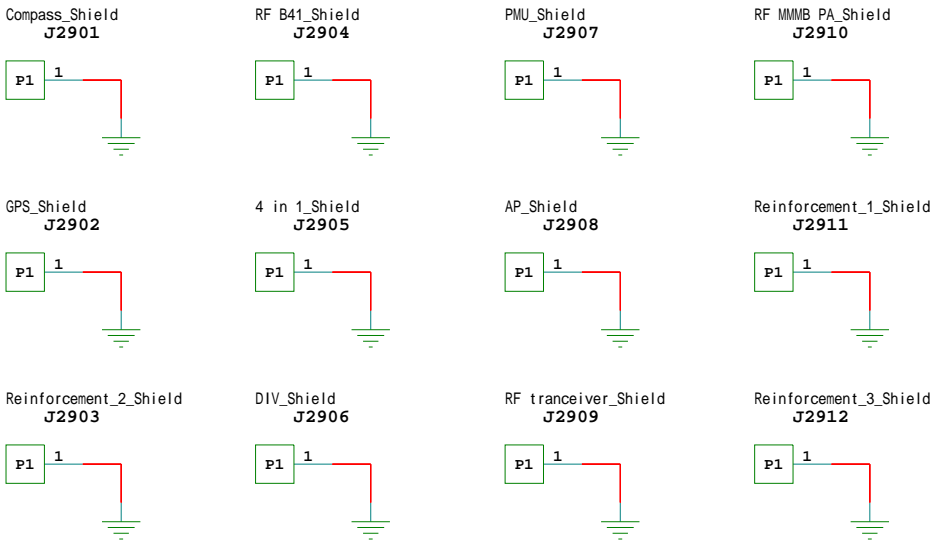 Compass_Shield RF B41_Shield PMU_Shield RF MMMB PA_Shield
J2901 J2904 J2907 J2910
P1 1 P1 1 P1 1 P1 1
GPS_Shield 4 in 1_Shield AP_Shield Reinforcement_1_Shield
J2902 J2905 J2908 J2911
P1 1 P1 1 P1 1 P1 1
Reinforcement_2_Shield DIV_Shield RF tranceiver_Shield Reinforcement_3_Shield
J2903 J2906 J2909 J2912
P1 1 P1 1 P1 1 P1 1